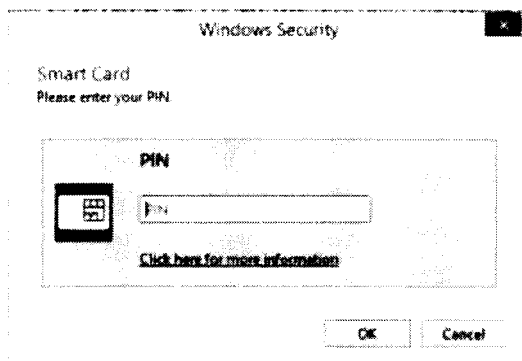 Windows Security
Smart Card
Please enter your PIN.
PIN
PIN
Click here for more information
OK
Cancel